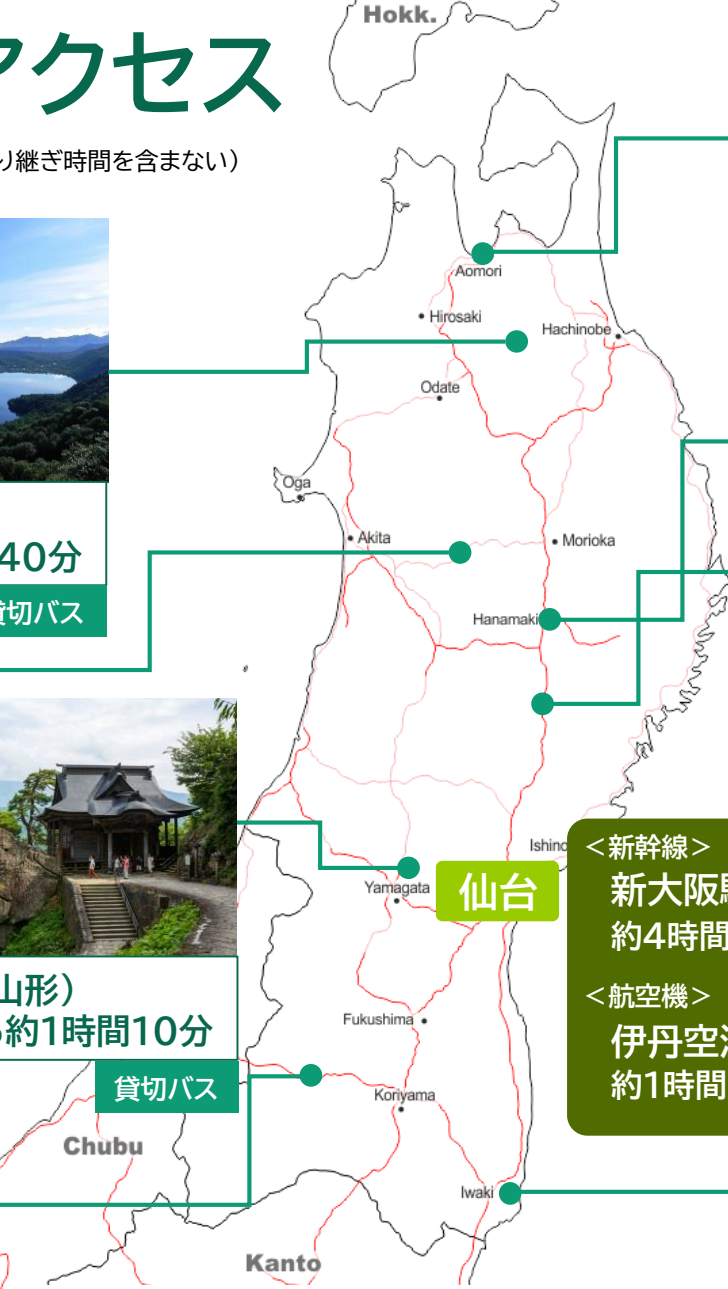 Hokk.
アクセス
り継ぎ時間を含まない）
Aomori
Hirosaki
Hachinobe
Odate
Oga
Akita
Morioka
40分
貸切バス
Hanamaki
Ishino
Yamagata
仙台
＜新幹線＞
新大阪駅
約4時間
＜航空機＞
伊丹空港
約1時間
山形）
約1時間10分
貸切バス
Fukushima
Koriyama
Chubu
Iwaki
Kanto